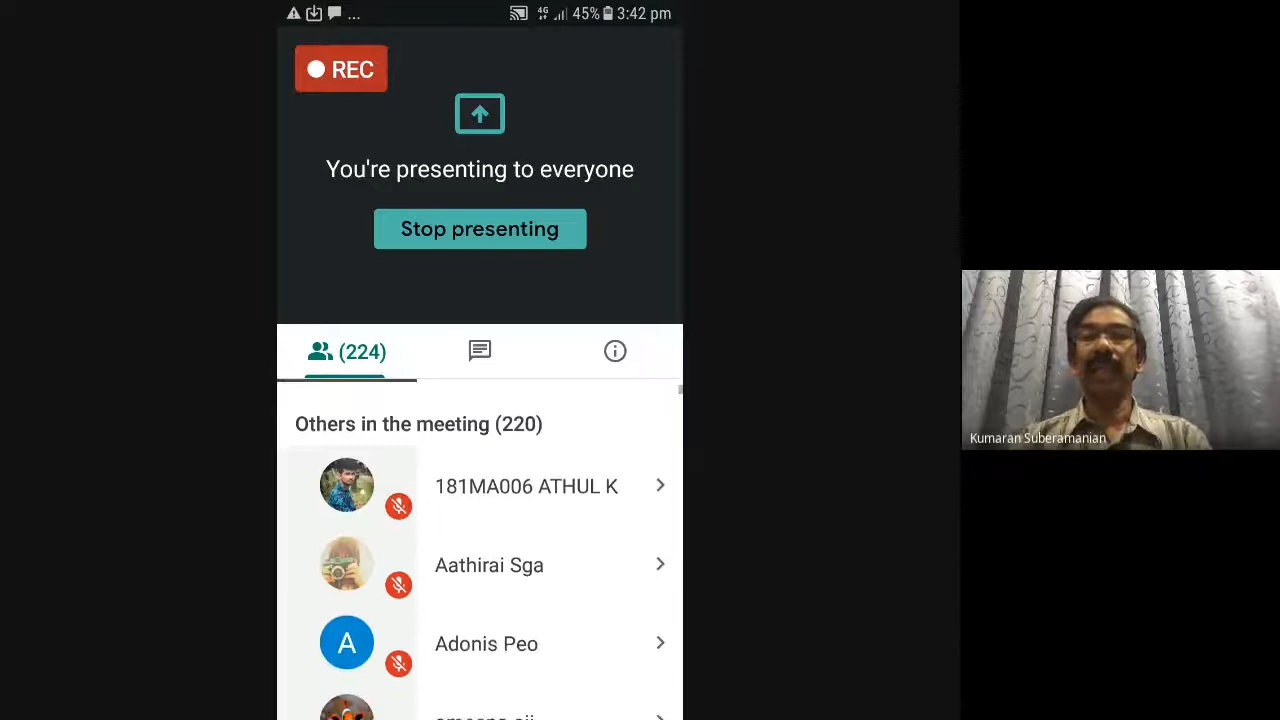 ... 4G 45% 3:42 pm
REC
You're presenting to everyone
Stop presenting
(224)
Others in the meeting (220)
181MA006 ATHUL K
Aathirai Sga
A
Adonis Peo
Kumaran Suberamanian